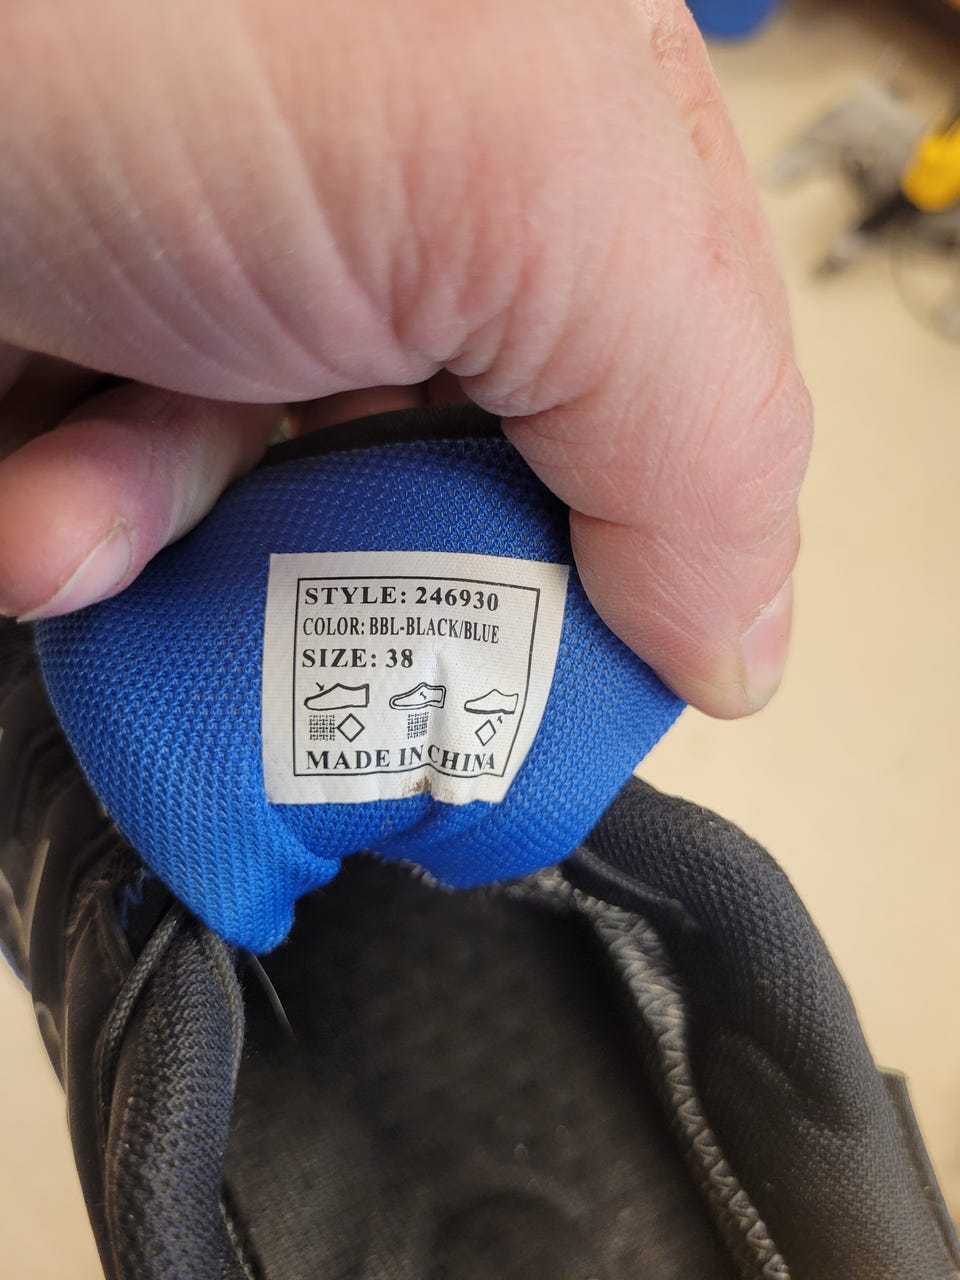 STYLE: 246930
COLOR: BBL-BLACK/BLUE
SIZE: 38
MADE IN CHINA